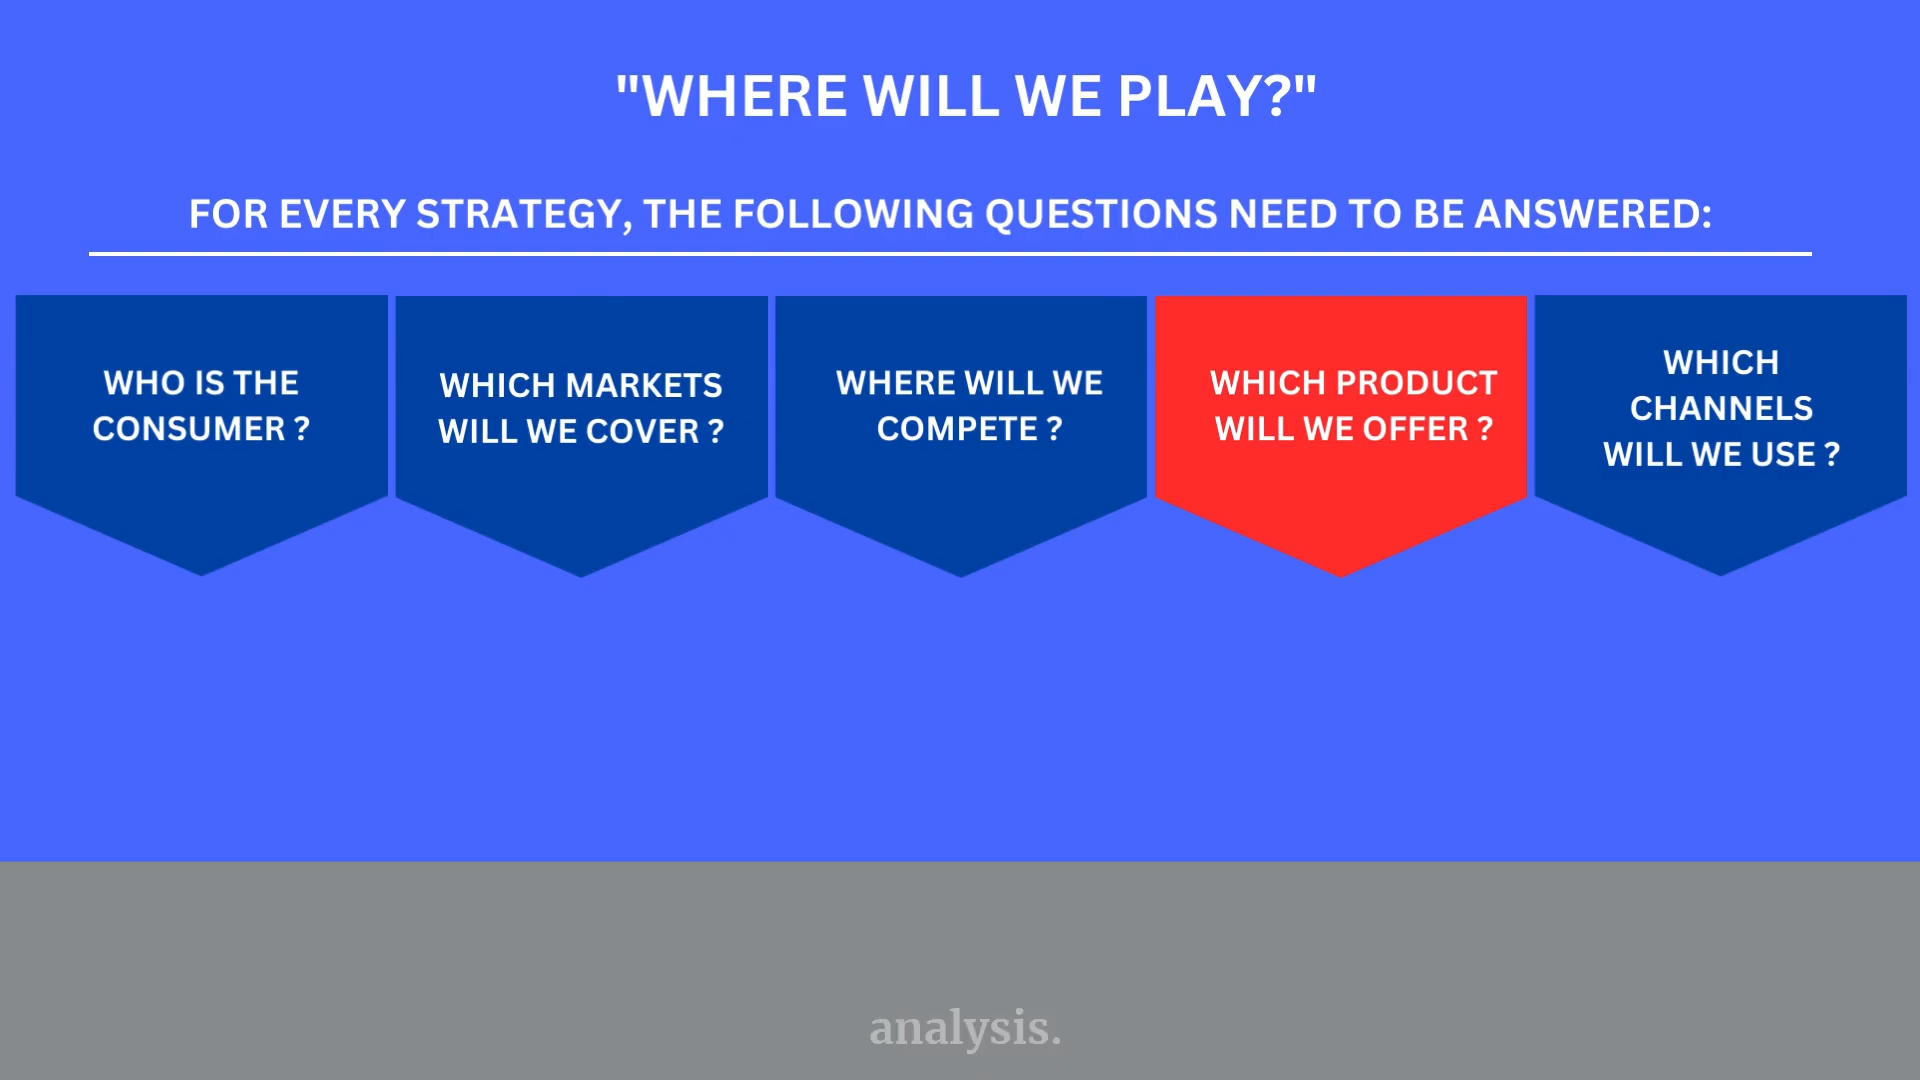 "WHERE WILL WE PLAY?"
FOR EVERY STRATEGY, THE FOLLOWING QUESTIONS NEED TO BE ANSWERED:
WHO IS THE
CONSUMER ?
WHICH MARKETS
WILL WE COVER ?
WHERE WILL WE
COMPETE ?
WHICH PRODUCT
WILL WE OFFER ?
WHICH
CHANNELS
WILL WE USE ?
analysis.